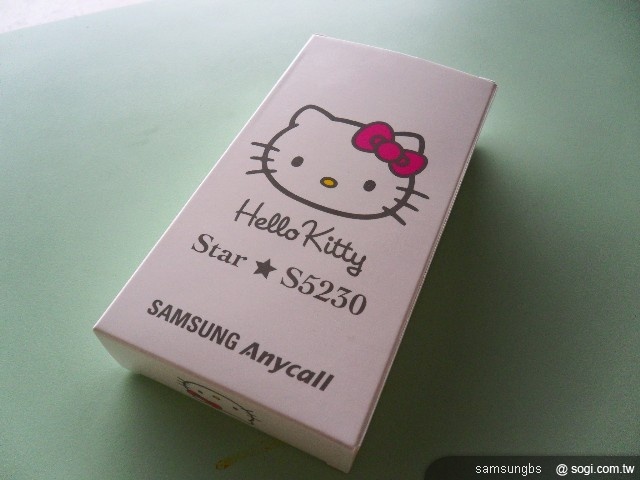 Hello Kitty
Star ★ S5230
SAMSUNG Anycall
samsungbs @ sogi.com.tw